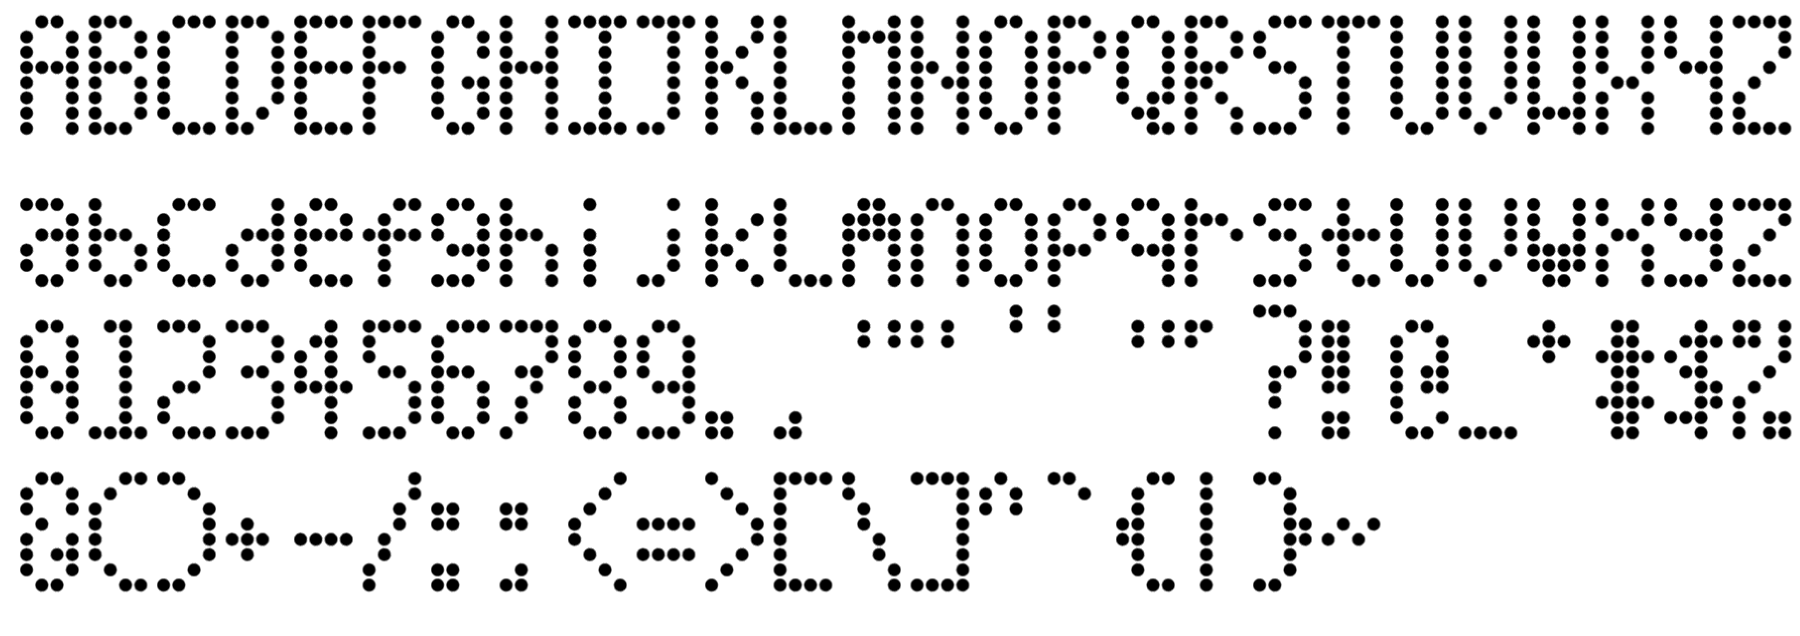 ABCDEFGHIJKLMNOPQRSTUVWXYZ
abcdefghijklmnopqrstuvwxyz
0123456789.,“”‘’"'?!@_*#$%
&()+-/:;<=>[\]^`{|}~